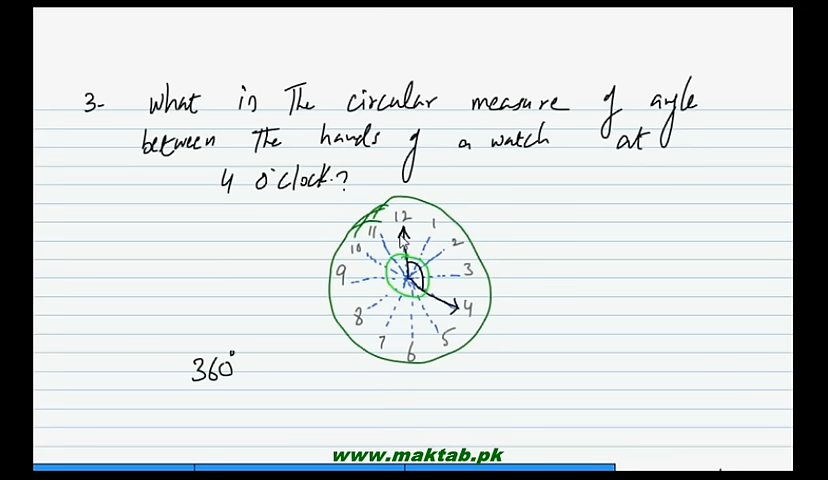 3- What is The circular measure of angle
between The hands of a watch at
4 O'clock?
12
11 1
10 2
9 3
8 4
7 5
6
360°
www.maktab.pk